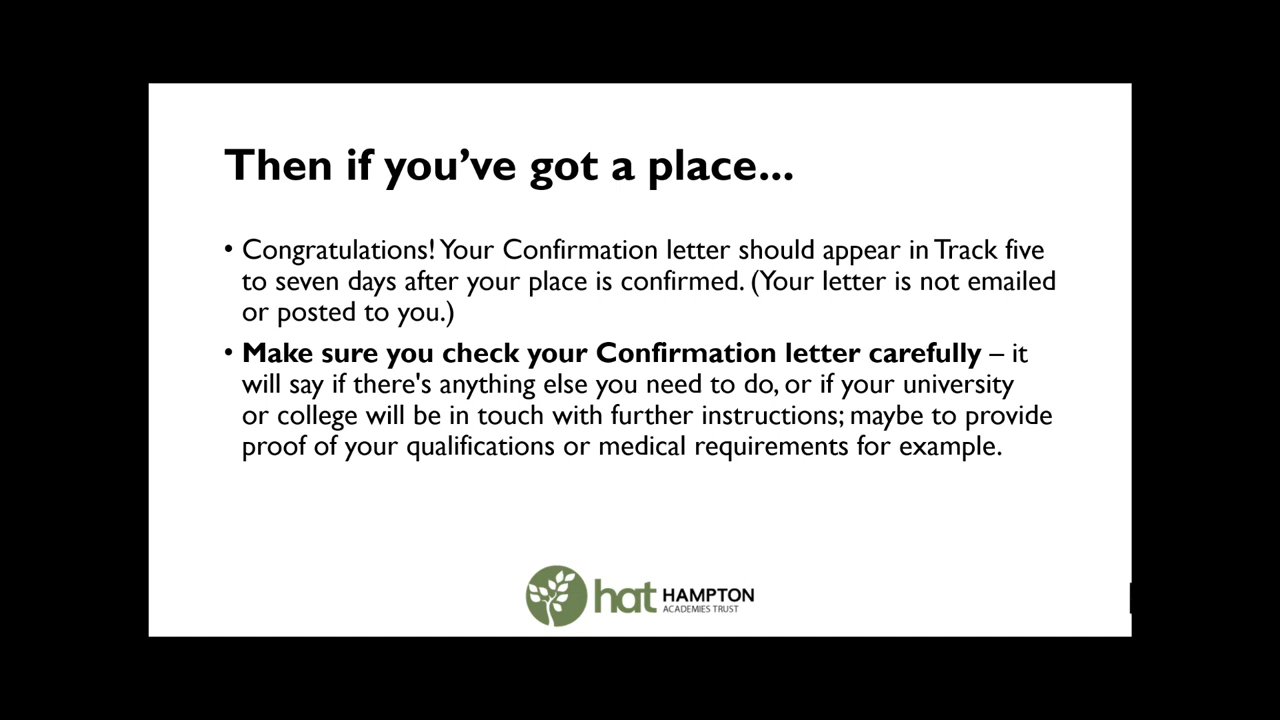 Then if you’ve got a place...
• Congratulations! Your Confirmation letter should appear in Track five
to seven days after your place is confirmed. (Your letter is not emailed
or posted to you.)
• Make sure you check your Confirmation letter carefully – it
will say if there's anything else you need to do, or if your university
or college will be in touch with further instructions; maybe to provide
proof of your qualifications or medical requirements for example.
hat HAMPTON
ACADEMIES TRUST